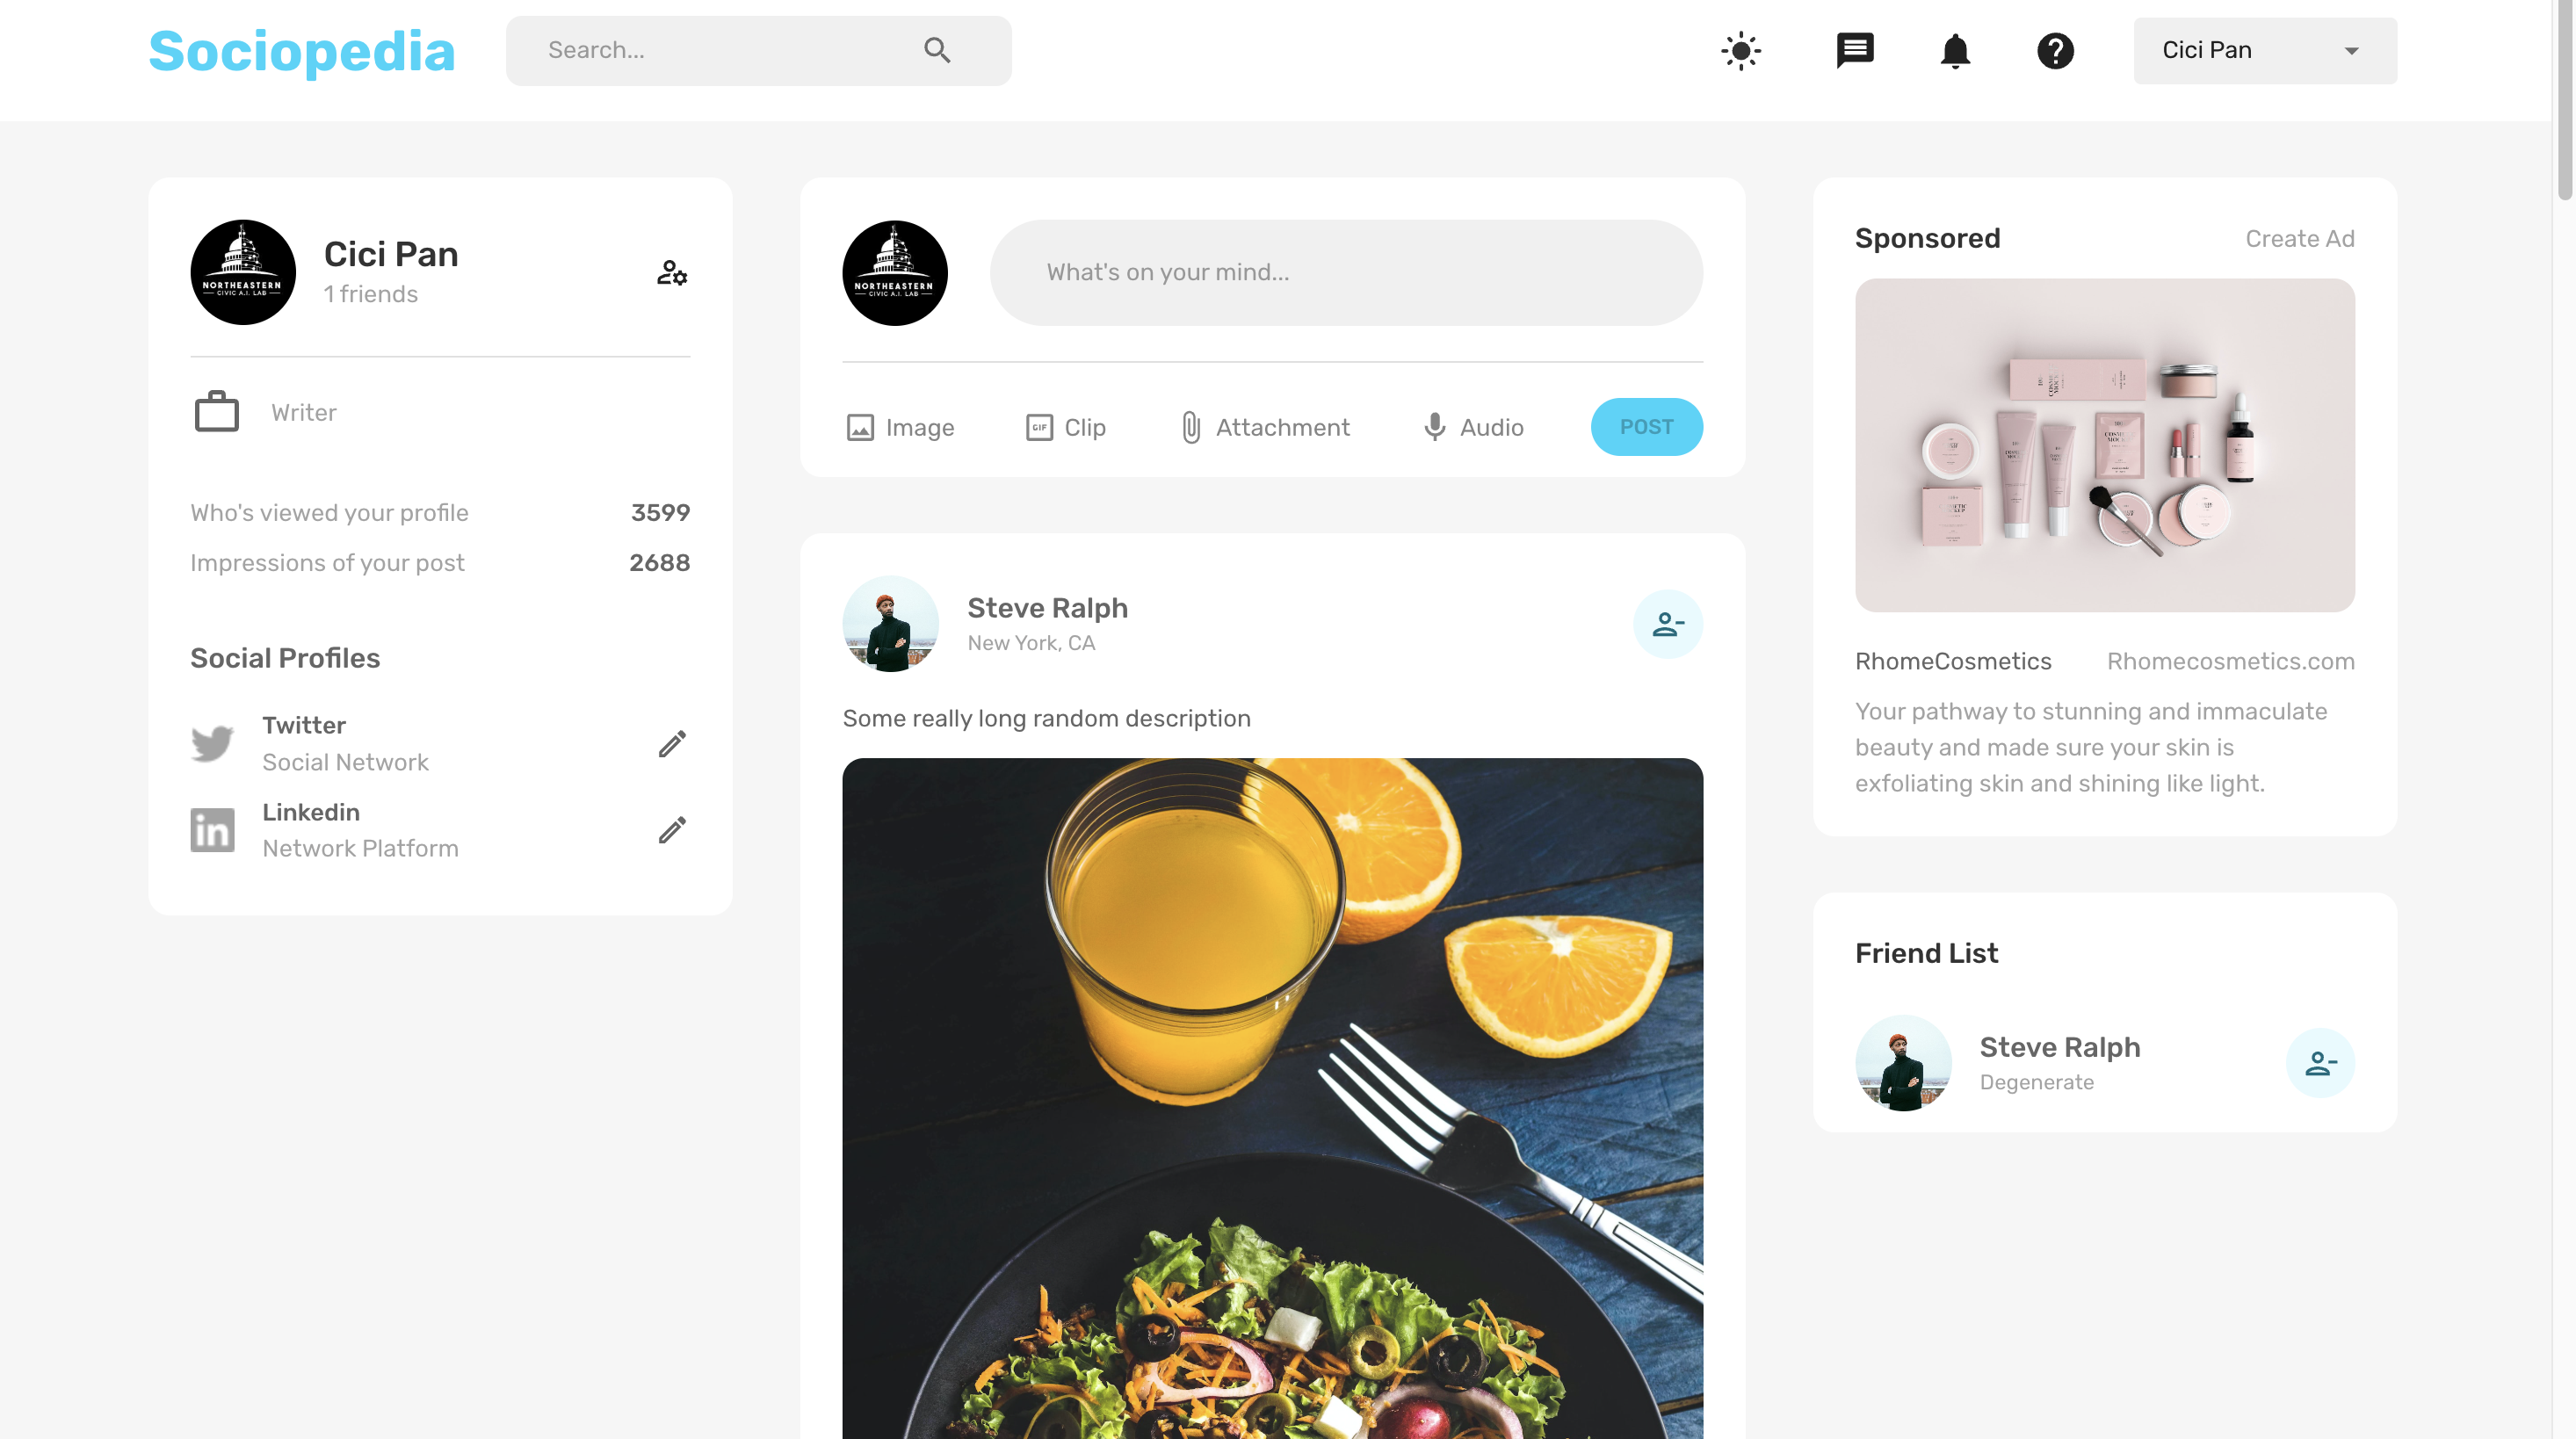 Sociopedia
Search...
Cici Pan
NORTHEASTERN
CIVIC A.I. LAB
Cici Pan
1 friends
Writer
Who's viewed your profile 3599
Impressions of your post 2688
Social Profiles
Twitter
Social Network
Linkedin
Network Platform
NORTHEASTERN
CIVIC A.I. LAB
What's on your mind...
Image
GIF Clip
Attachment
Audio
POST
Steve Ralph
New York, CA
Some really long random description
Sponsored Create Ad
RhomeCosmetics Rhomecosmetics.com
Your pathway to stunning and immaculate
beauty and made sure your skin is
exfoliating skin and shining like light.
Friend List
Steve Ralph
Degenerate